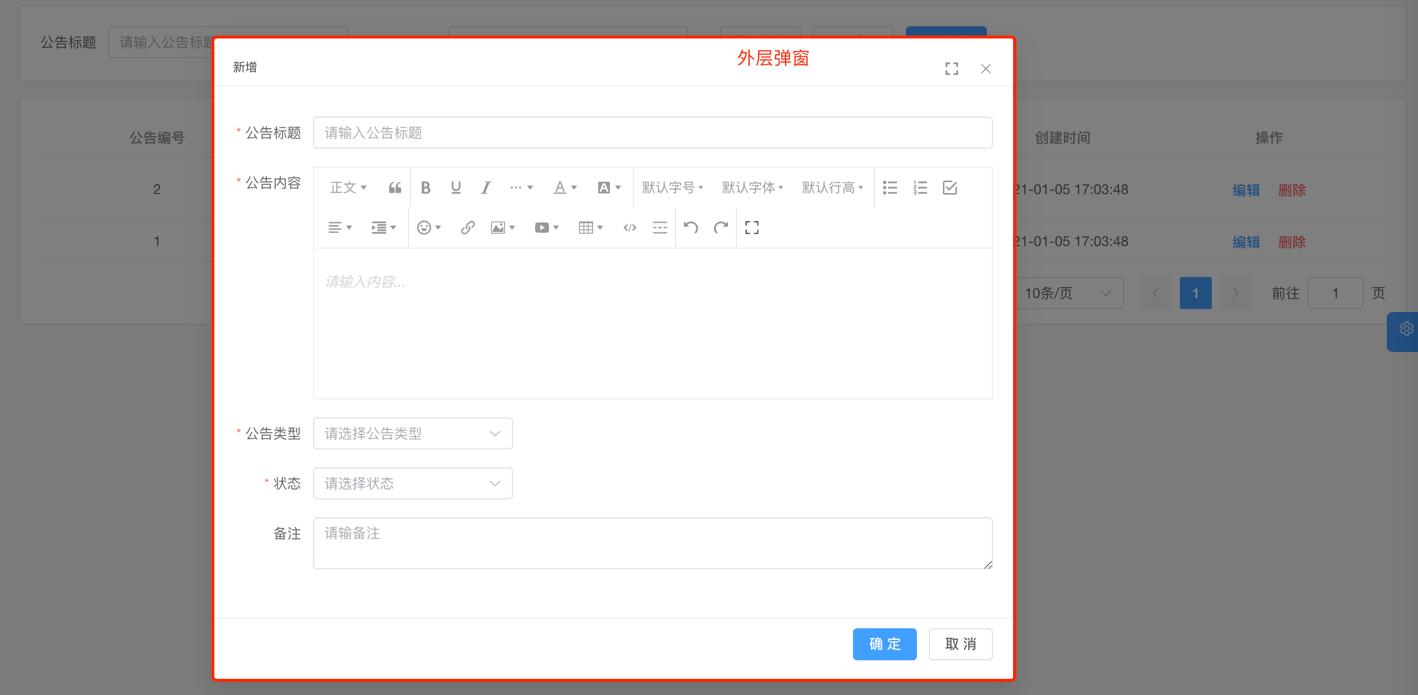 公告标题 请输入公告标题
外层弹窗
新增
* 公告标题 请输入公告标题
* 公告内容 正文 B U I ... A A 默认字号 默认字体 默认行高
请输入内容...
* 公告类型 请选择公告类型
* 状态 请选择状态
备注 请输备注
确 定 取 消
公告编号 创建时间 操作
2 21-01-05 17:03:48 编辑 删除
1 21-01-05 17:03:48 编辑 删除
10条/页 1 前往 1 页